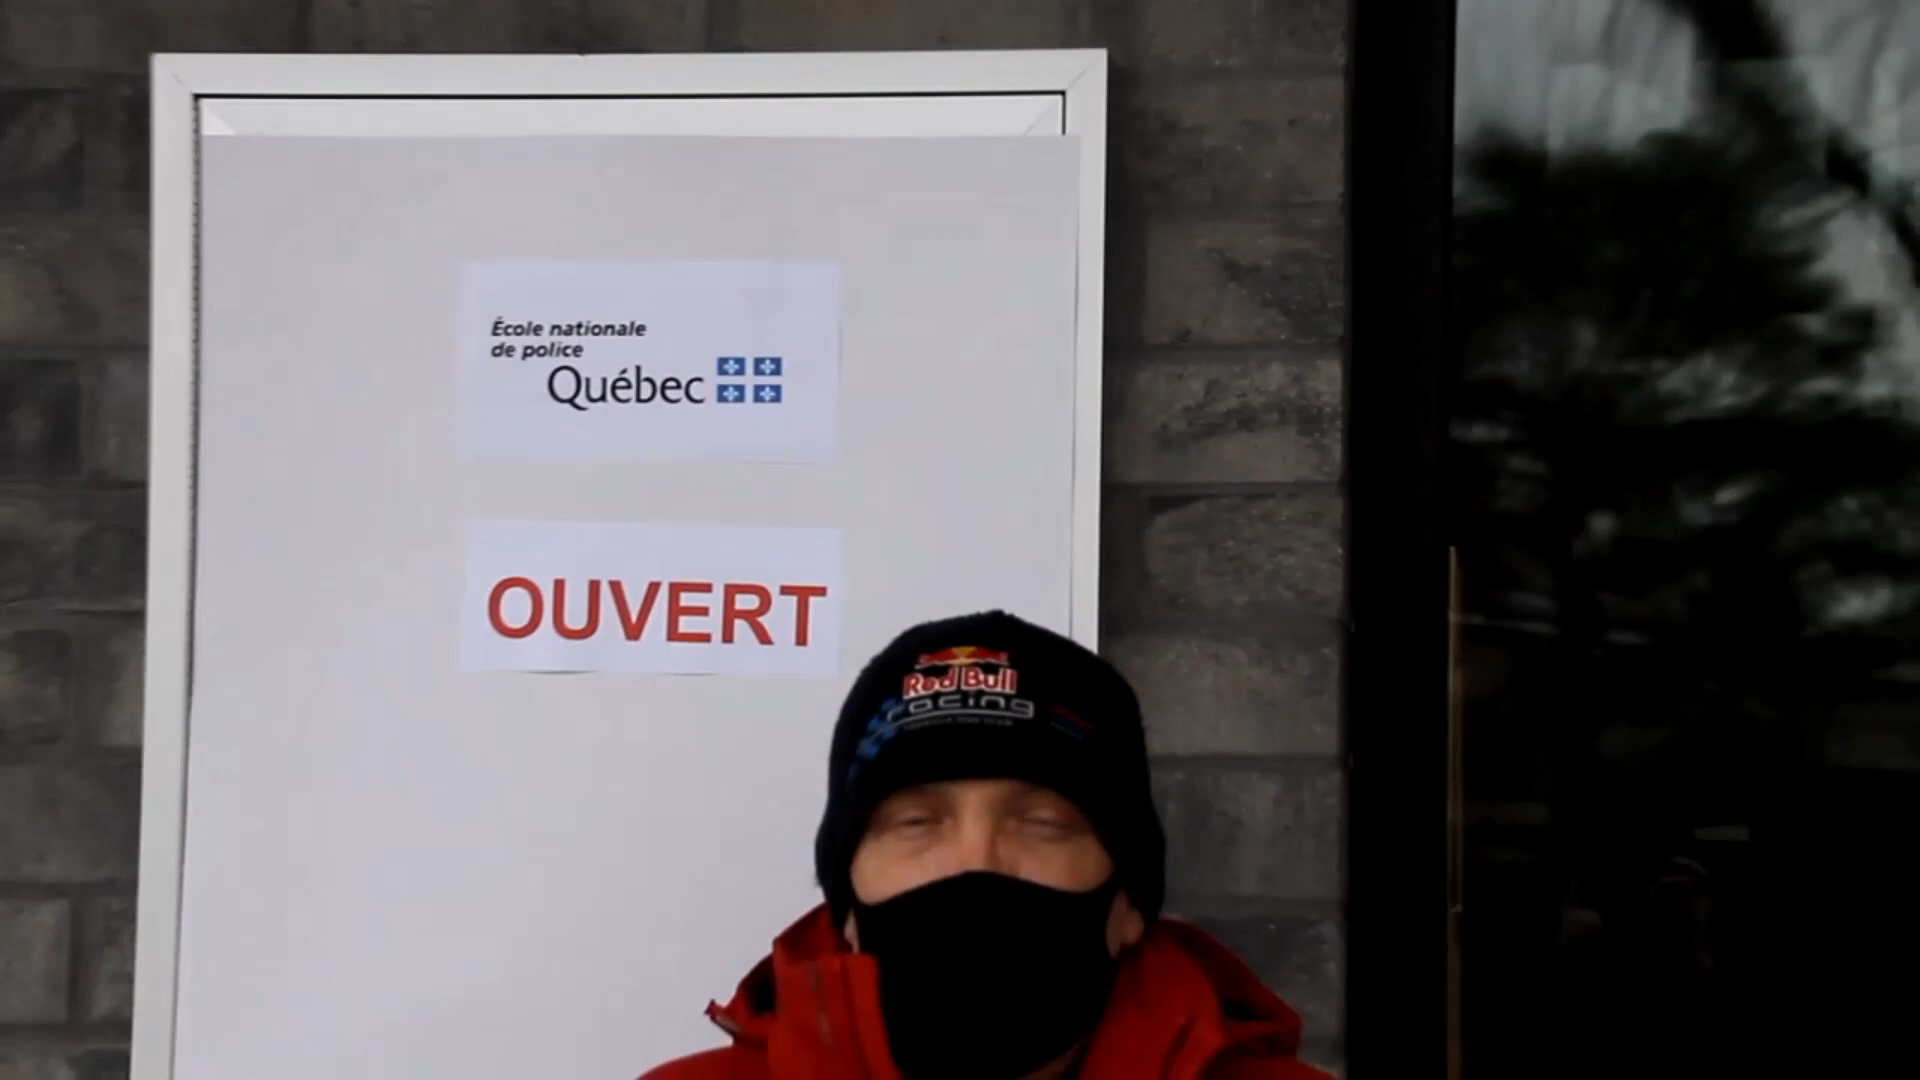 École nationale
de police
Québec
OUVERT
Red Bull
racing